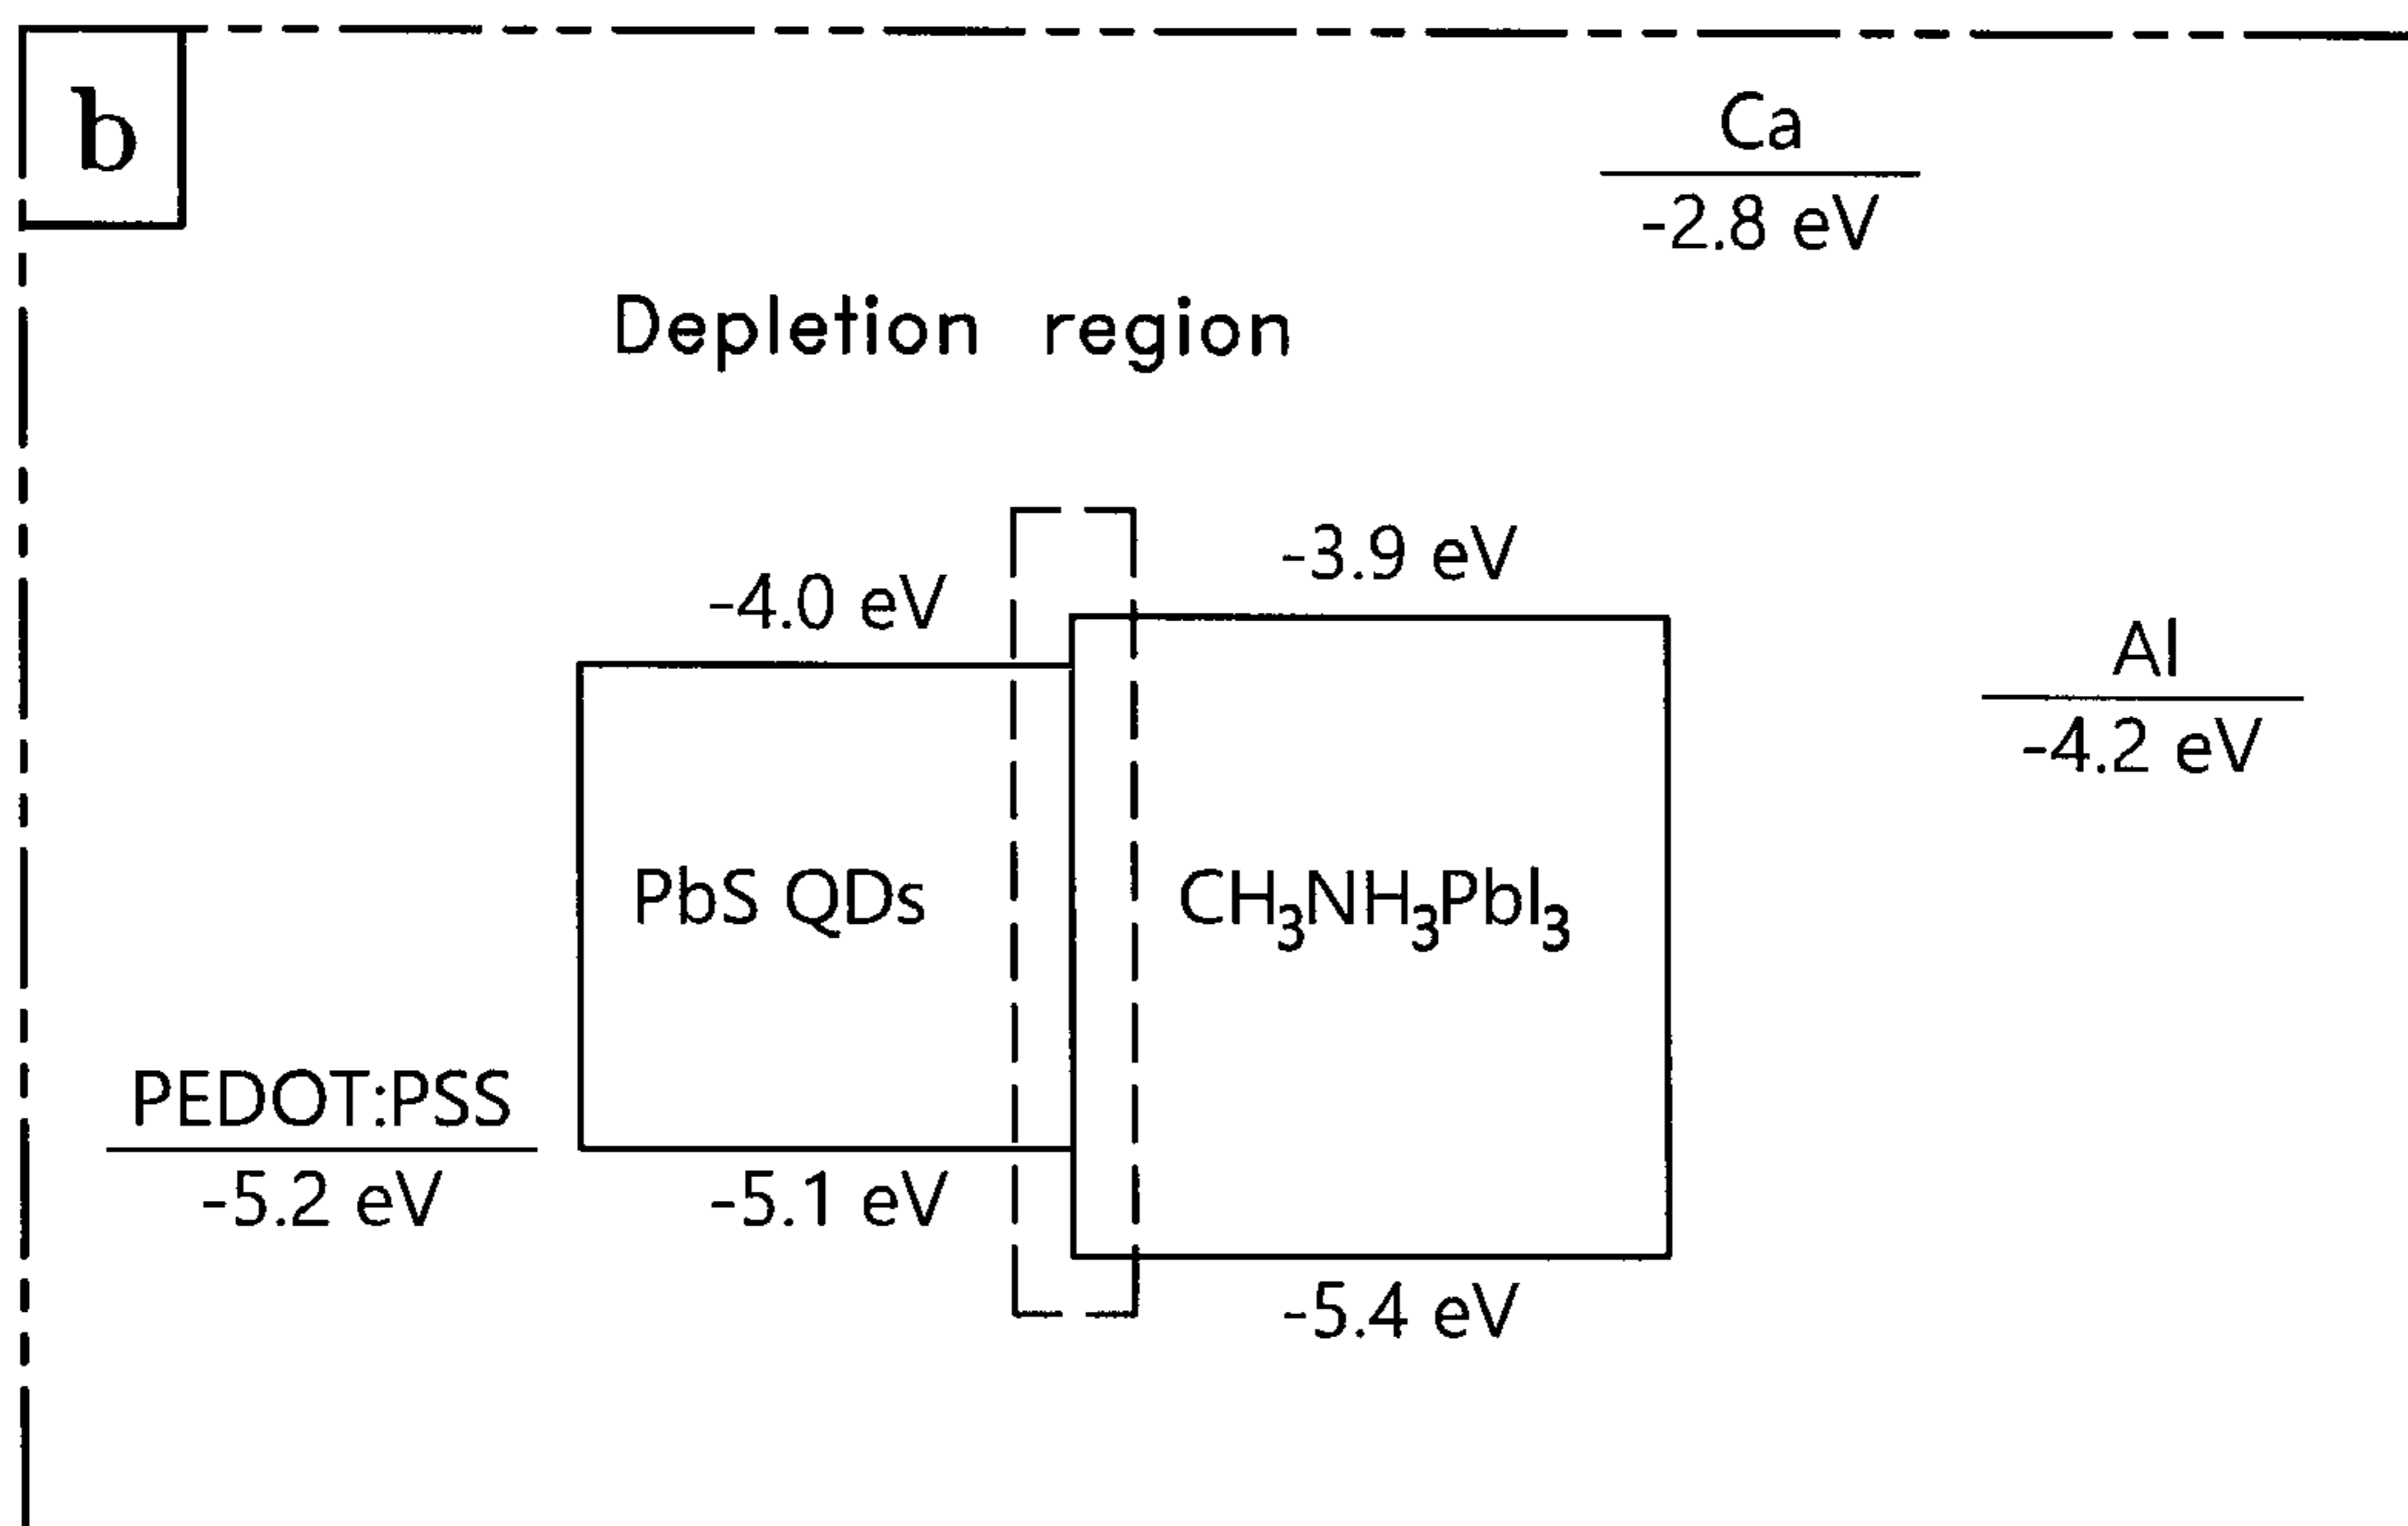 b
Ca
-2.8 eV
Depletion region
-3.9 eV
-4.0 eV
Al
-4.2 eV
PbS QDs
CH₃NH₃PbI₃
PEDOT:PSS
-5.2 eV
-5.1 eV
-5.4 eV